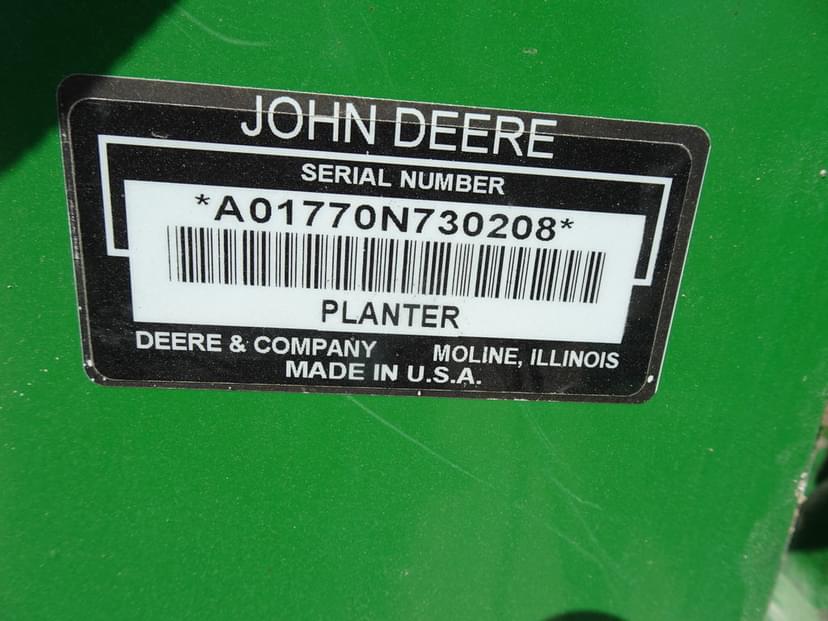 JOHN DEERE
SERIAL NUMBER
*A01770N730208*
PLANTER
DEERE & COMPANY MOLINE, ILLINOIS
MADE IN U.S.A.